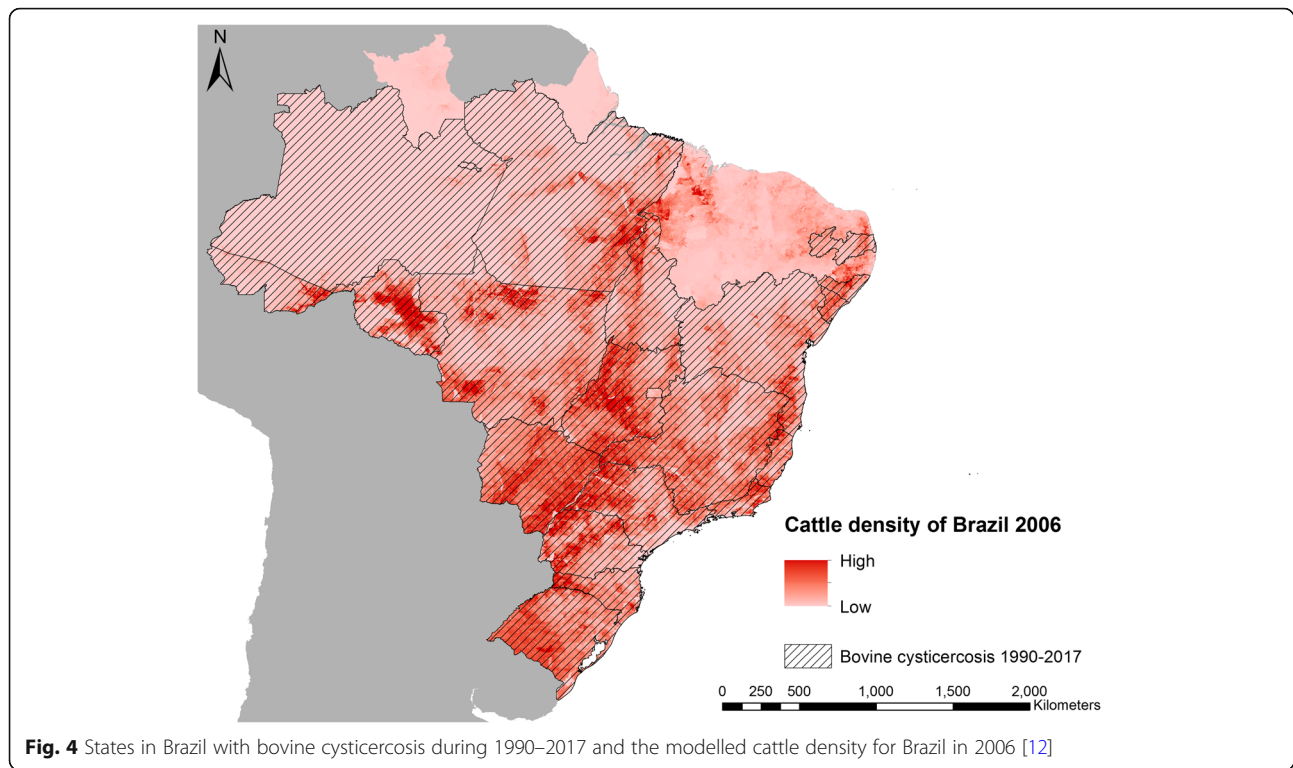 N
Cattle density of Brazil 2006
High
Low
Bovine cysticercosis 1990-2017
0 250 500 1,000 1,500 2,000
Kilometers
Fig. 4 States in Brazil with bovine cysticercosis during 1990–2017 and the modelled cattle density for Brazil in 2006 [12]